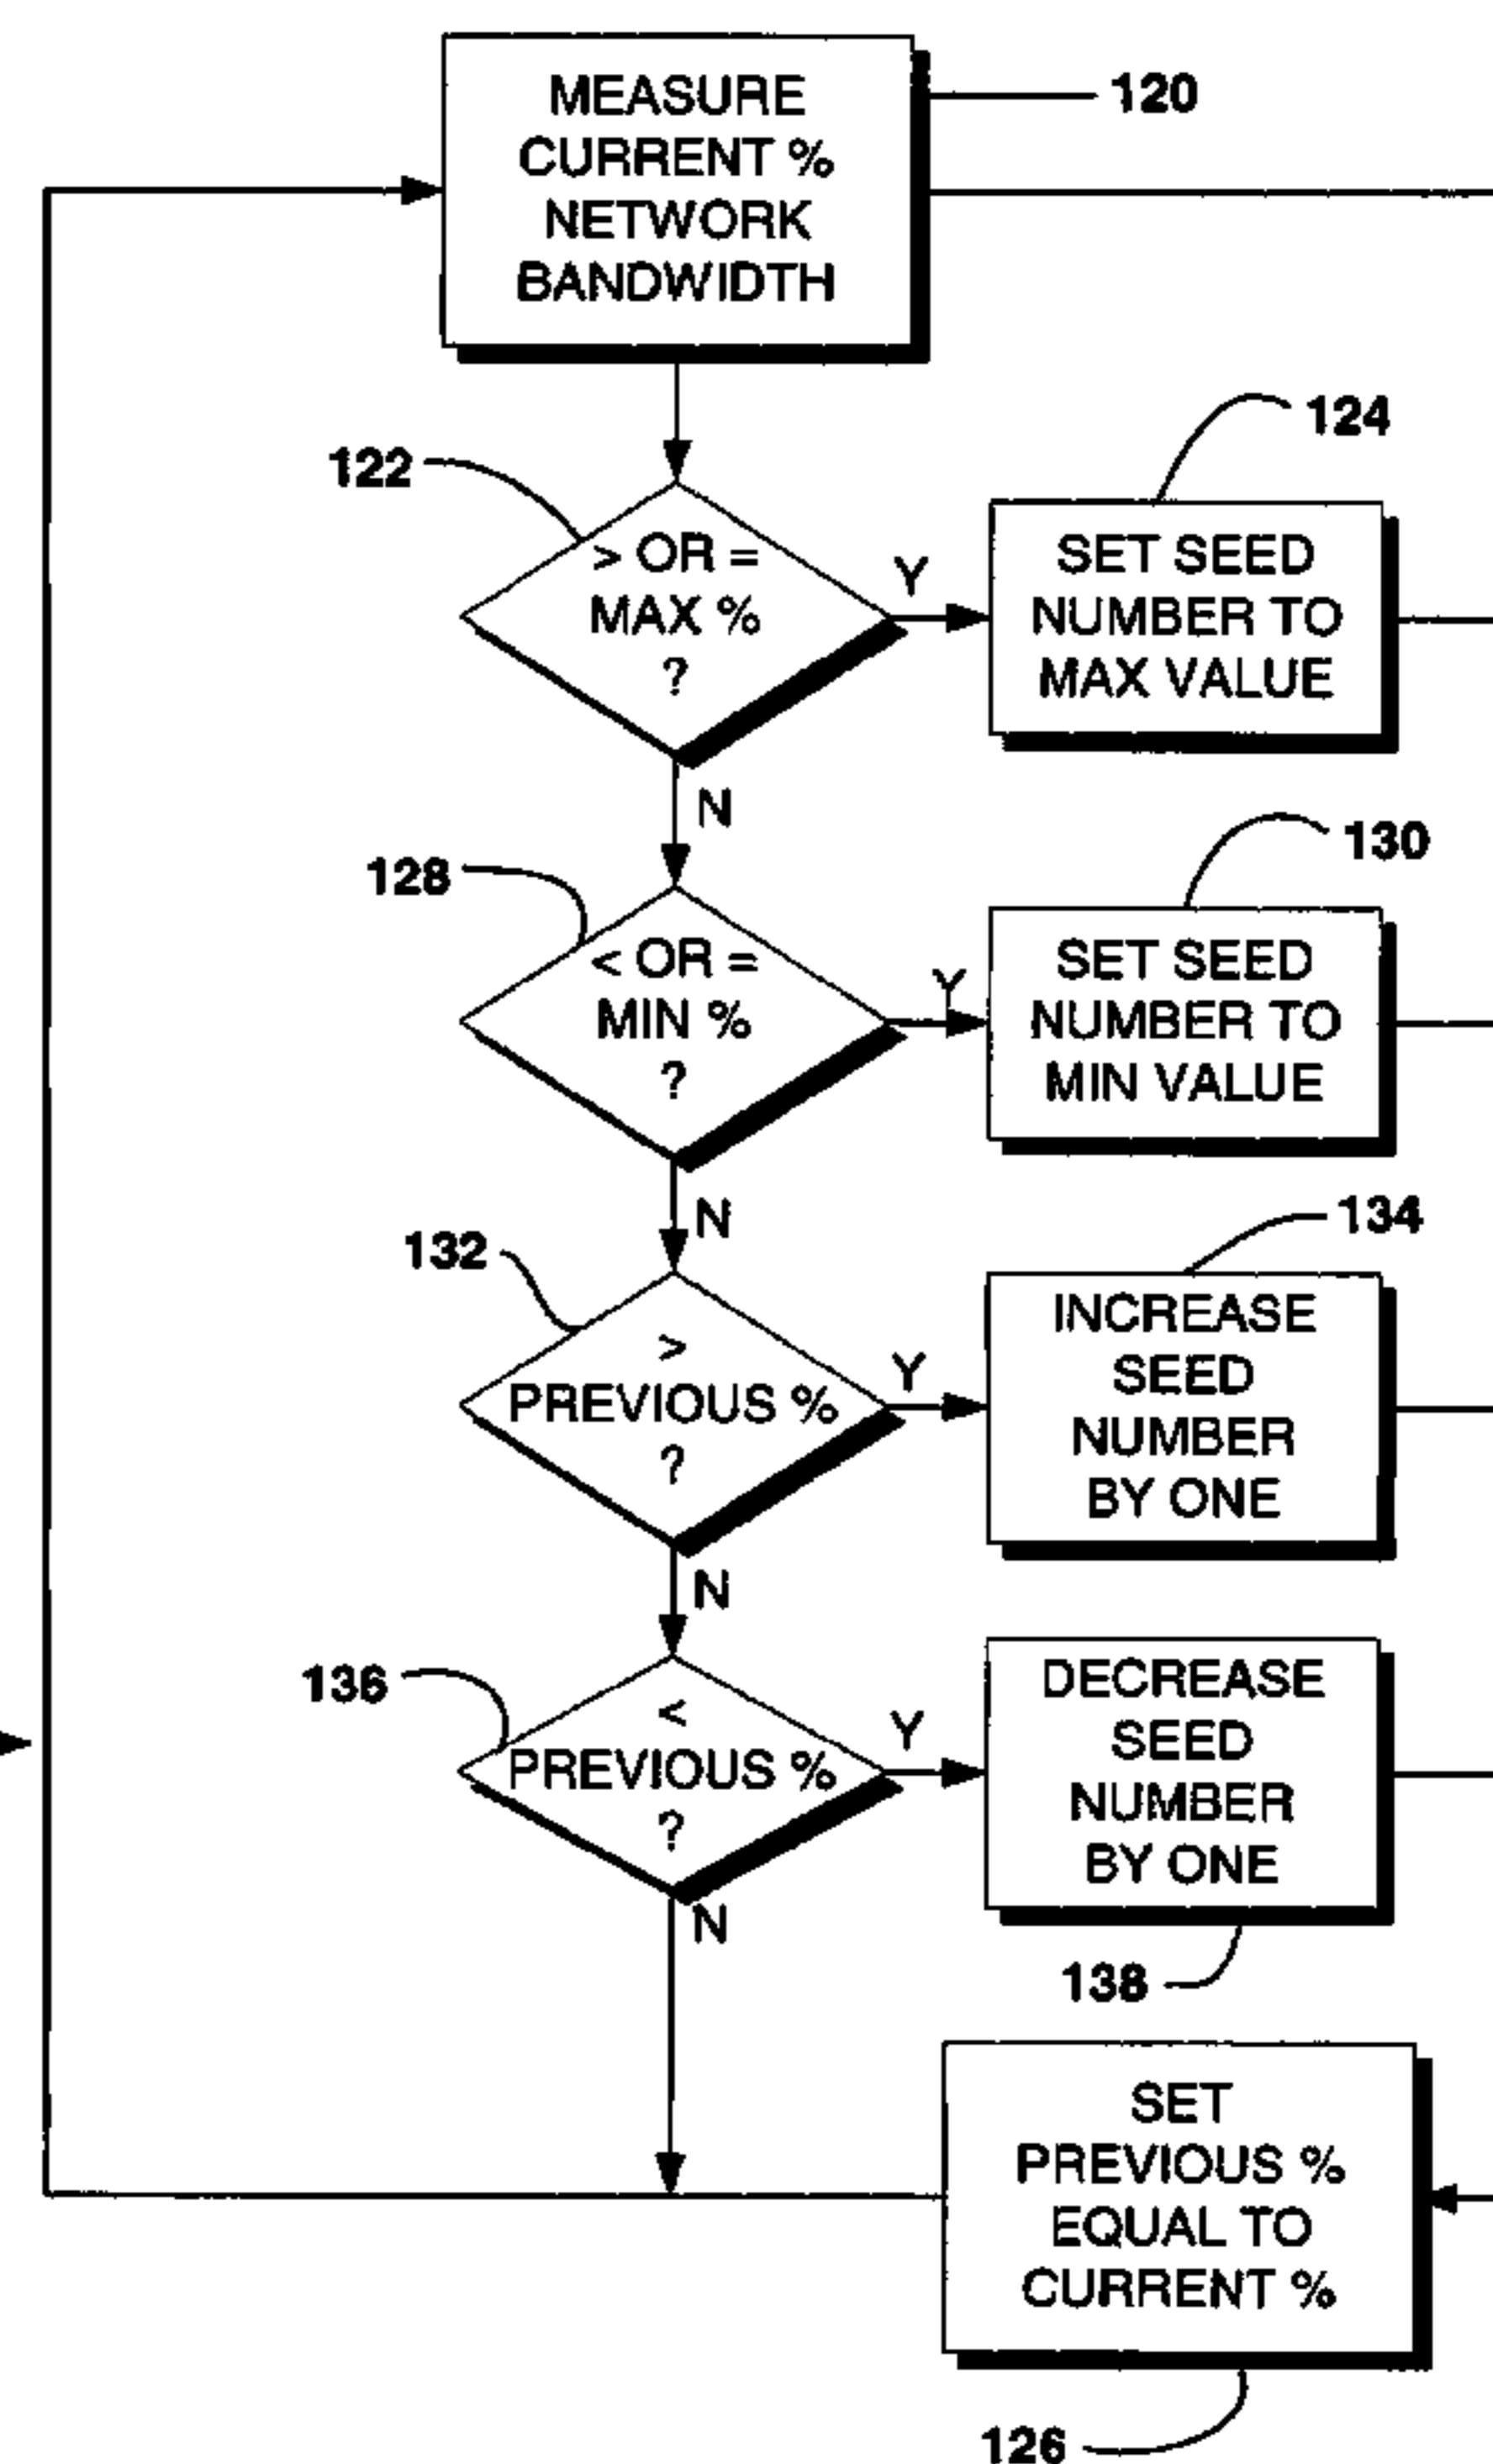 MEASURE
CURRENT %
NETWORK
BANDWIDTH
120
122
> OR =
MAX %
?
Y
124
SET SEED
NUMBER TO
MAX VALUE
N
128
< OR =
MIN %
?
Y
130
SET SEED
NUMBER TO
MIN VALUE
N
132
>
PREVIOUS %
?
Y
134
INCREASE
SEED
NUMBER
BY ONE
N
136
<
PREVIOUS %
?
Y
DECREASE
SEED
NUMBER
BY ONE
138
N
SET
PREVIOUS %
EQUAL TO
CURRENT %
126